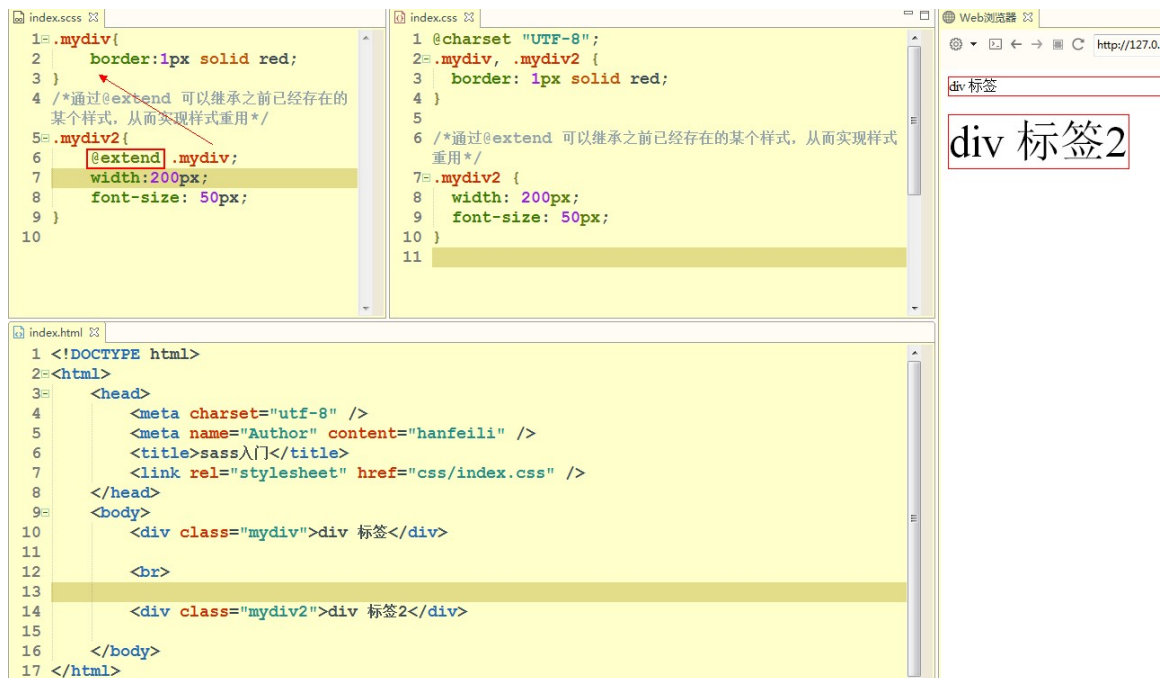 index.scss
1 .mydiv{
2 border:1px solid red;
3 }
4 /*通过@extend 可以继承之前已经存在的
某个样式，从而实现样式重用*/
5 .mydiv2{
6 @extend .mydiv;
7 width:200px;
8 font-size: 50px;
9 }
10
index.css
1 @charset "UTF-8";
2 .mydiv, .mydiv2 {
3 border: 1px solid red;
4 }
5
6 /*通过@extend 可以继承之前已经存在的某个样式，从而实现样式
重用*/
7 .mydiv2 {
8 width: 200px;
9 font-size: 50px;
10 }
11
Web浏览器
http://127.0.
div 标签
div 标签2
index.html
1 <!DOCTYPE html>
2 <html>
3 <head>
4 <meta charset="utf-8" />
5 <meta name="Author" content="hanfeili" />
6 <title>sass入门</title>
7 <link rel="stylesheet" href="css/index.css" />
8 </head>
9 <body>
10 <div class="mydiv">div 标签</div>
11
12 <br>
13
14 <div class="mydiv2">div 标签2</div>
15
16 </body>
17 </html>